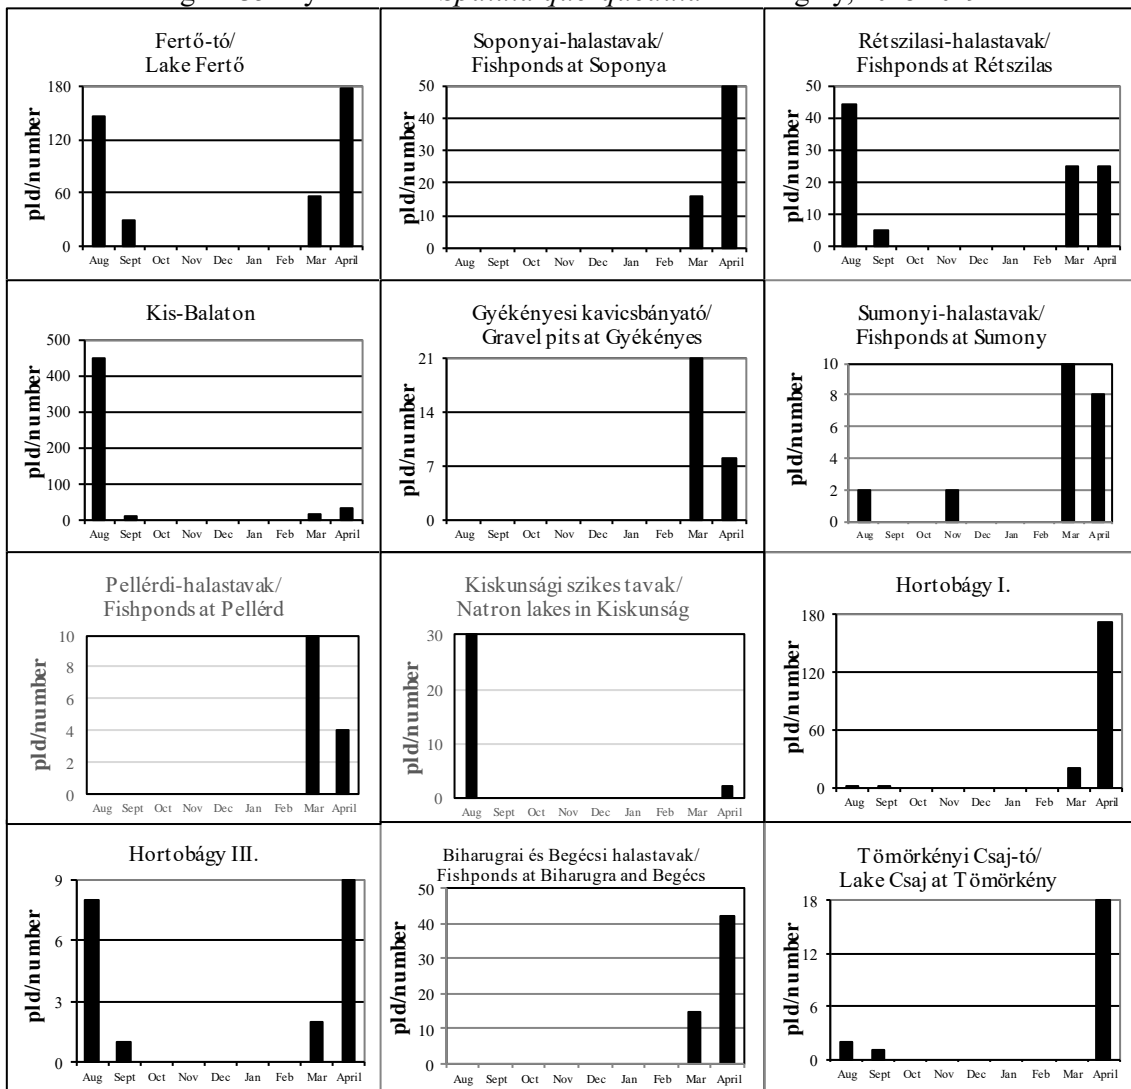 Spatula querquedula
Fertő-tó/
Lake Fertő
pld/number
180
120
60
0
Aug Sept Oct Nov Dec Jan Feb Mar April
Soponyai-halastavak/
Fishponds at Soponya
pld/number
50
40
30
20
10
0
Aug Sept Oct Nov Dec Jan Feb Mar April
Rétszilasi-halastavak/
Fishponds at Rétszilas
pld/number
50
40
30
20
10
0
Aug Sept Oct Nov Dec Jan Feb Mar April
Kis-Balaton
pld/number
500
400
300
200
100
0
Aug Sept Oct Nov Dec Jan Feb Mar April
Gyékényesi kavicsbányató/
Gravel pits at Gyékényes
pld/number
21
14
7
0
Aug Sept Oct Nov Dec Jan Feb Mar April
Sumonyi-halastavak/
Fishponds at Sumony
pld/number
10
8
6
4
2
0
Aug Sept Oct Nov Dec Jan Feb Mar April
Pellérdi-halastavak/
Fishponds at Pellérd
pld/number
10
8
6
4
2
0
Aug Sept Oct Nov Dec Jan Feb Mar April
Kiskunsági szikes tavak/
Natron lakes in Kiskunság
pld/number
30
20
10
0
Aug Sept Oct Nov Dec Jan Feb Mar April
Hortobágy I.
pld/number
180
120
60
0
Aug Sept Oct Nov Dec Jan Feb Mar April
Hortobágy III.
pld/number
9
6
3
0
Aug Sept Oct Nov Dec Jan Feb Mar April
Biharugrai és Begécsi halastavak/
Fishponds at Biharugra and Begécs
pld/number
50
40
30
20
10
0
Aug Sept Oct Nov Dec Jan Feb Mar April
Tömörkényi Csaj-tó/
Lake Csaj at Tömörkény
pld/number
18
12
6
0
Aug Sept Oct Nov Dec Jan Feb Mar April